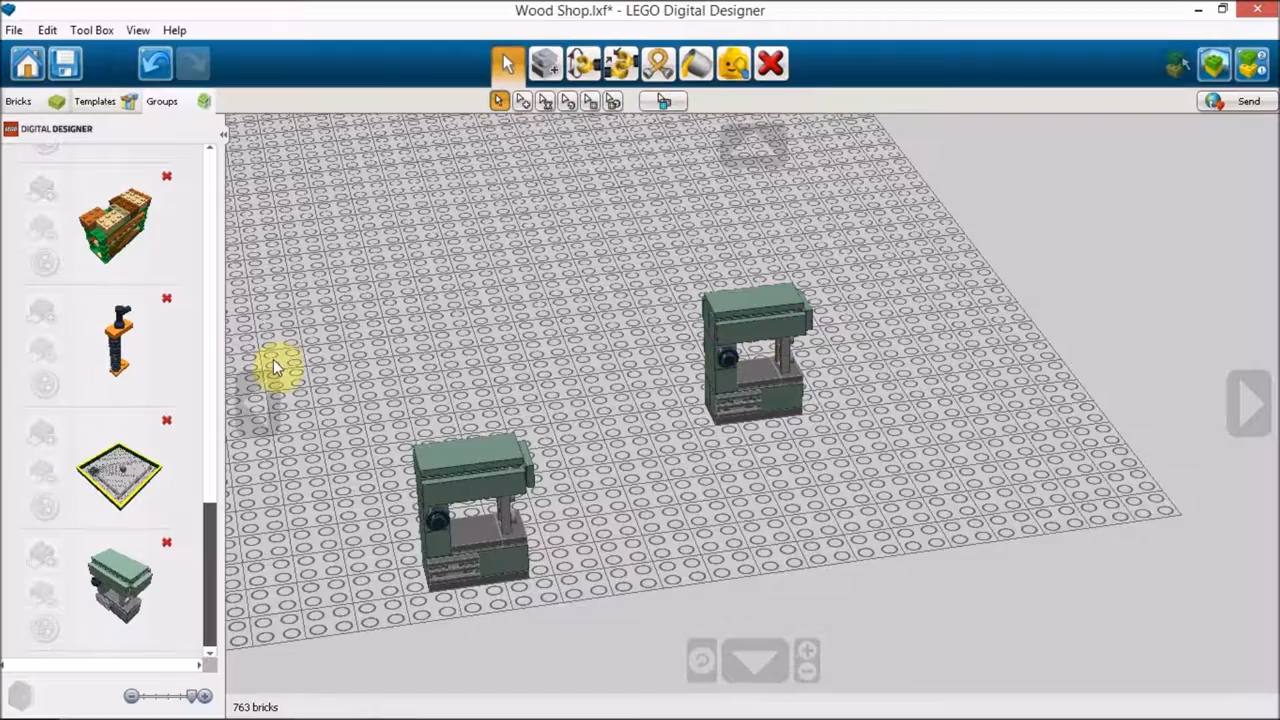 Wood Shop.lxf* - LEGO Digital Designer
File Edit Tool Box View Help
Bricks Templates Groups
Send
LEGO DIGITAL DESIGNER
763 bricks